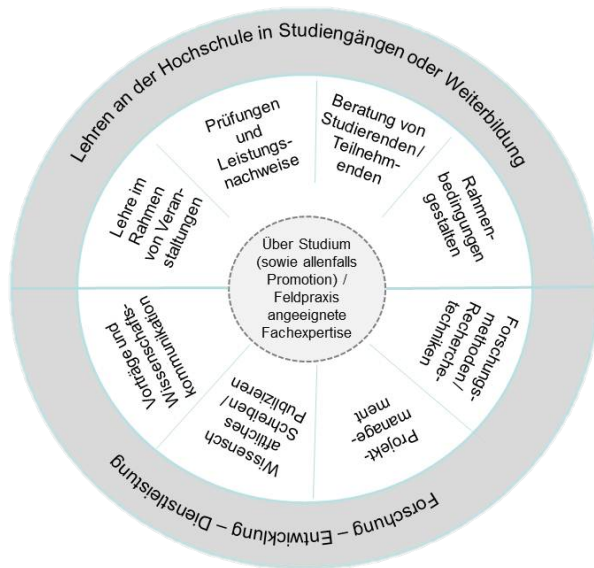 Lehren an der Hochschule in Studiengängen oder Weiterbildung
Lehre im
Rahmen
von Veran-
staltungen
Prüfungen
und
Leistungs-
nachweise
Beratung von
Studierenden/
Teilnehm-
enden
Rahmen-
bedingungen
gestalten
Über Studium
(sowie allenfalls
Promotion) /
Feldpraxis
angeeignete
Fachexpertise
Forschungs-
methoden/
Recherche-
techniken
Projekt-
manage-
ment
Wissensch
aftliches
Schreiben/
Publizieren
Vorträge und
Wissenschafts-
kommunikation
Forschung – Entwicklung – Dienstleistung